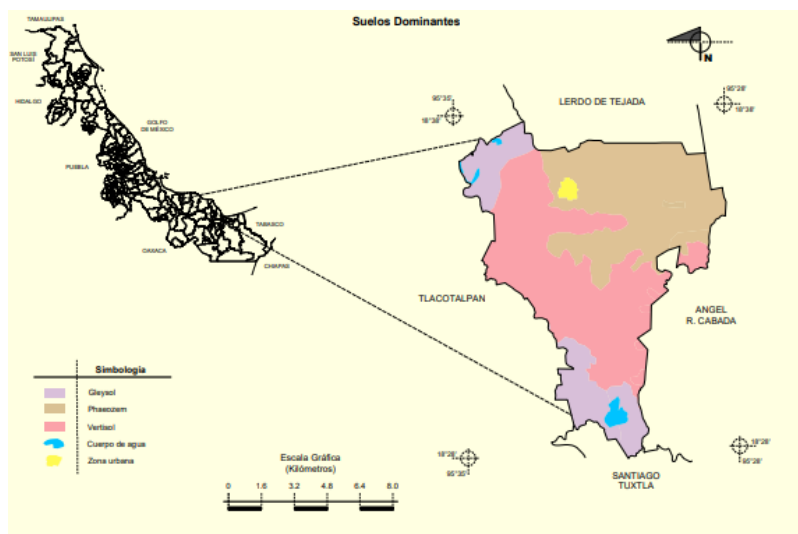 Suelos Dominantes
TAMAULIPAS
SAN LUIS
POTOSÍ
HIDALGO
GOLFO
DE MÉXICO
PUEBLA
TABASCO
OAXACA
CHIAPAS
N
95°35'
18°38'
LERDO DE TEJADA
95°28'
18°38'
TLACOTALPAN
ANGEL
R. CABADA
Simbología
Gleysol
Phaeozem
Vertisol
Cuerpo de agua
Zona urbana
Escala Gráfica
(Kilómetros)
0 1.6 3.2 4.8 6.4 8.0
18°28'
95°35'
18°28'
95°28'
SANTIAGO
TUXTLA